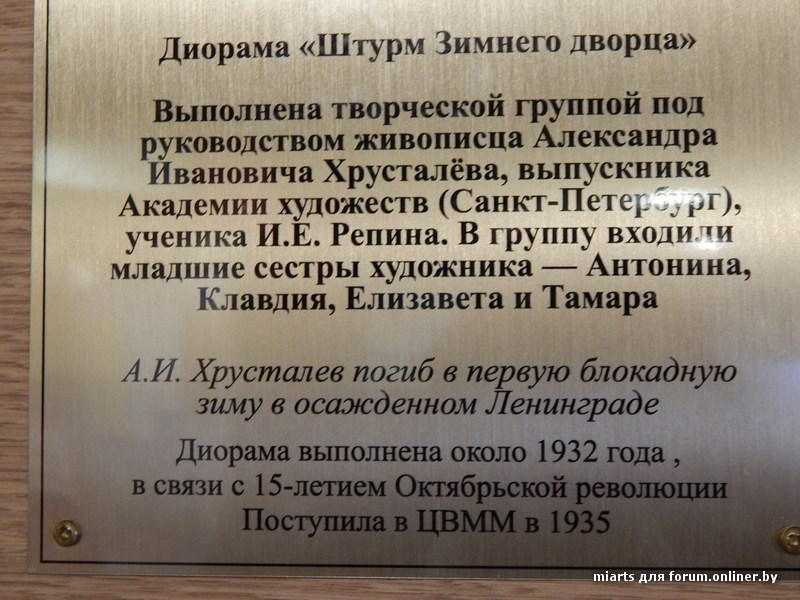 Диорама «Штурм Зимнего дворца»
Выполнена творческой группой под
руководством живописца Александра
Ивановича Хрусталёва, выпускника
Академии художеств (Санкт-Петербург),
ученика И.Е. Репина. В группу входили
младшие сестры художника — Антонина,
Клавдия, Елизавета и Тамара
А.И. Хрусталев погиб в первую блокадную
зиму в осажденном Ленинграде
Диорама выполнена около 1932 года ,
в связи с 15-летием Октябрьской революции
Поступила в ЦВММ в 1935
miarts для forum.onliner.by